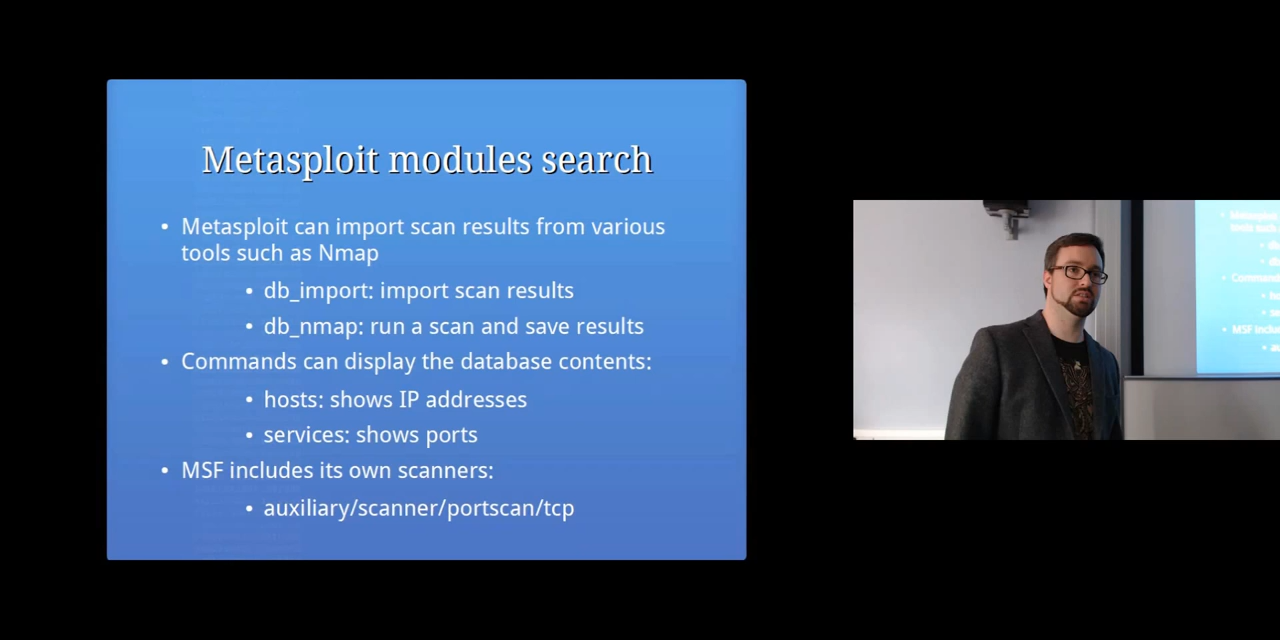 Metasploit modules search
• Metasploit can import scan results from various
tools such as Nmap
• db_import: import scan results
• db_nmap: run a scan and save results
• Commands can display the database contents:
• hosts: shows IP addresses
• services: shows ports
• MSF includes its own scanners:
• auxiliary/scanner/portscan/tcp